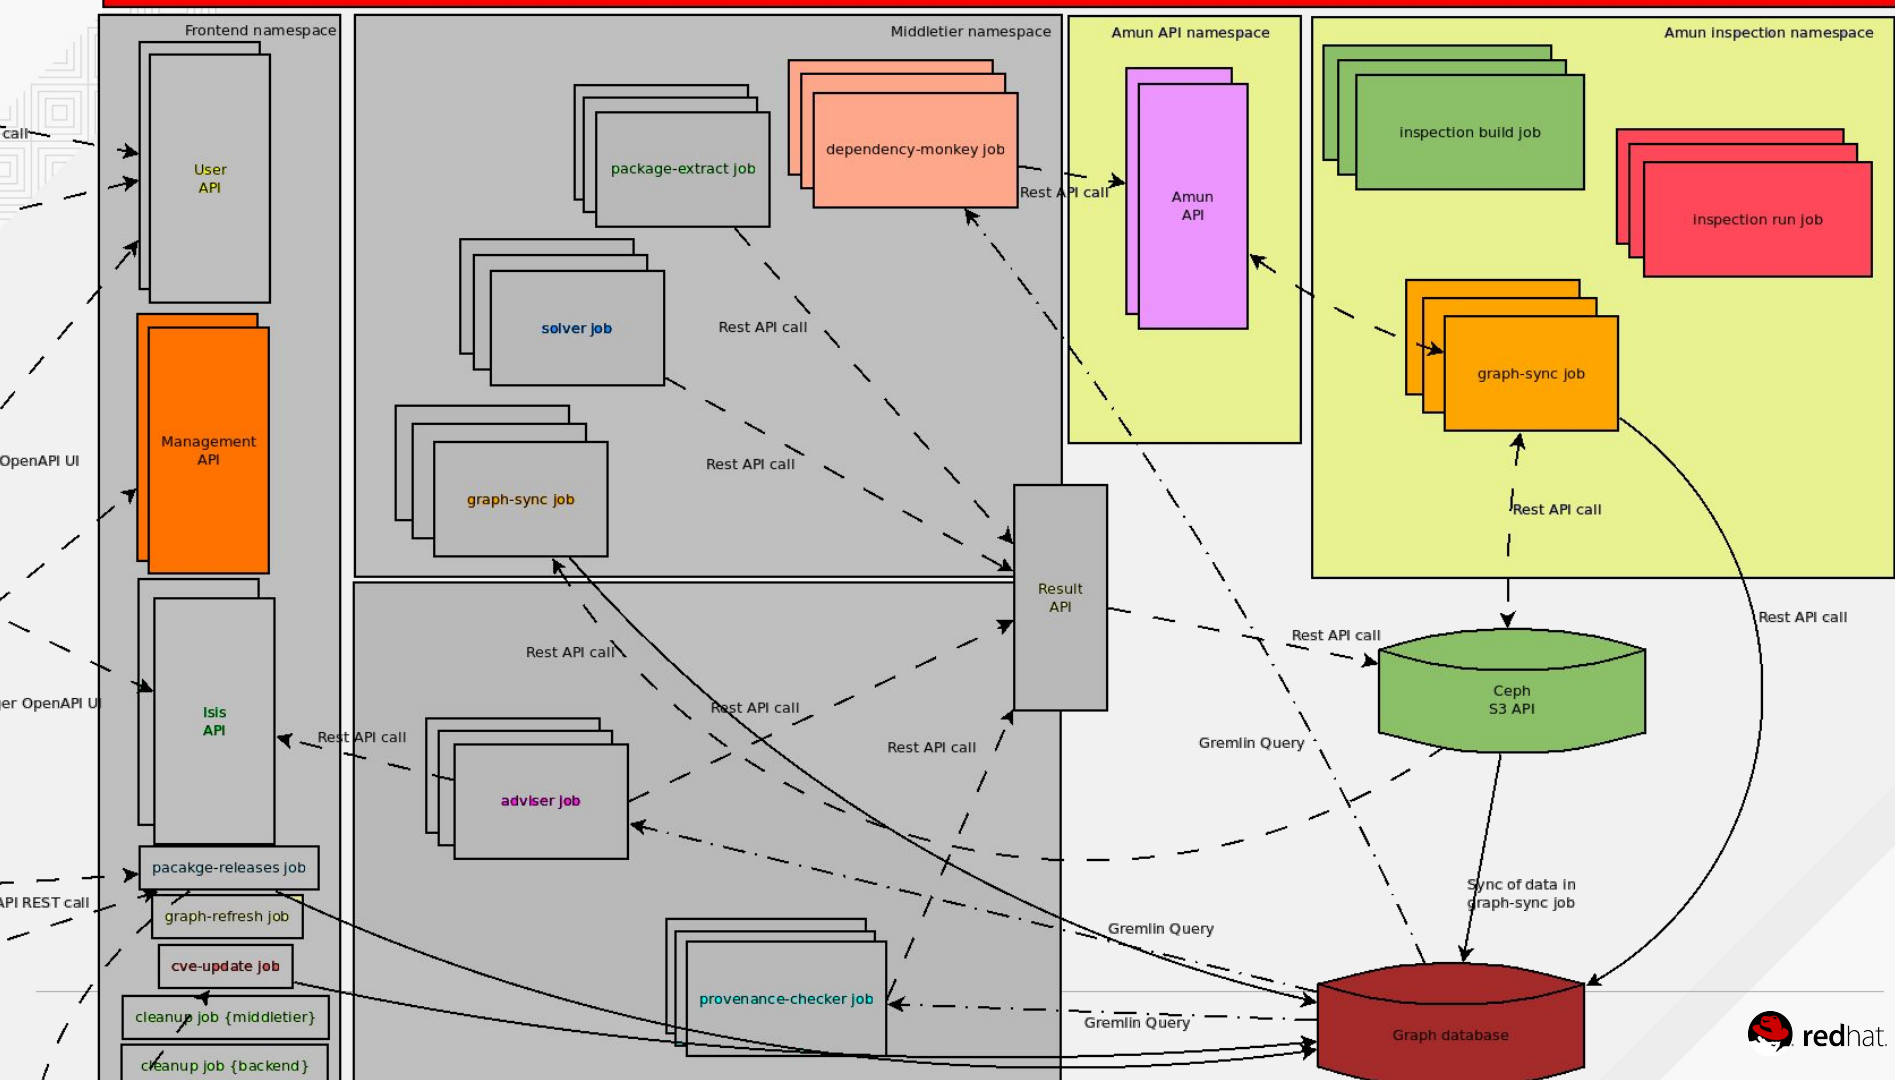 Frontend namespace
Middletier namespace
Amun API namespace
Amun inspection namespace
call
User
API
package-extract job
dependency-monkey job
Rest API call
Amun
API
inspection build job
inspection run job
solver job
Rest API call
graph-sync job
Management
API
OpenAPI UI
Rest API call
graph-sync job
Rest API call
Result
API
Rest API call
Rest API call
Rest API call
Ceph
S3 API
er OpenAPI UI
Isis
API
Rest API call
Rest API call
Rest API call
Gremlin Query
adviser job
pacakge-releases job
API REST call
graph-refresh job
Sync of data in
graph-sync job
Gremlin Query
cve-update job
provenance-checker job
cleanup job {middletier}
Gremlin Query
Graph database
redhat.
cleanup job {backend}